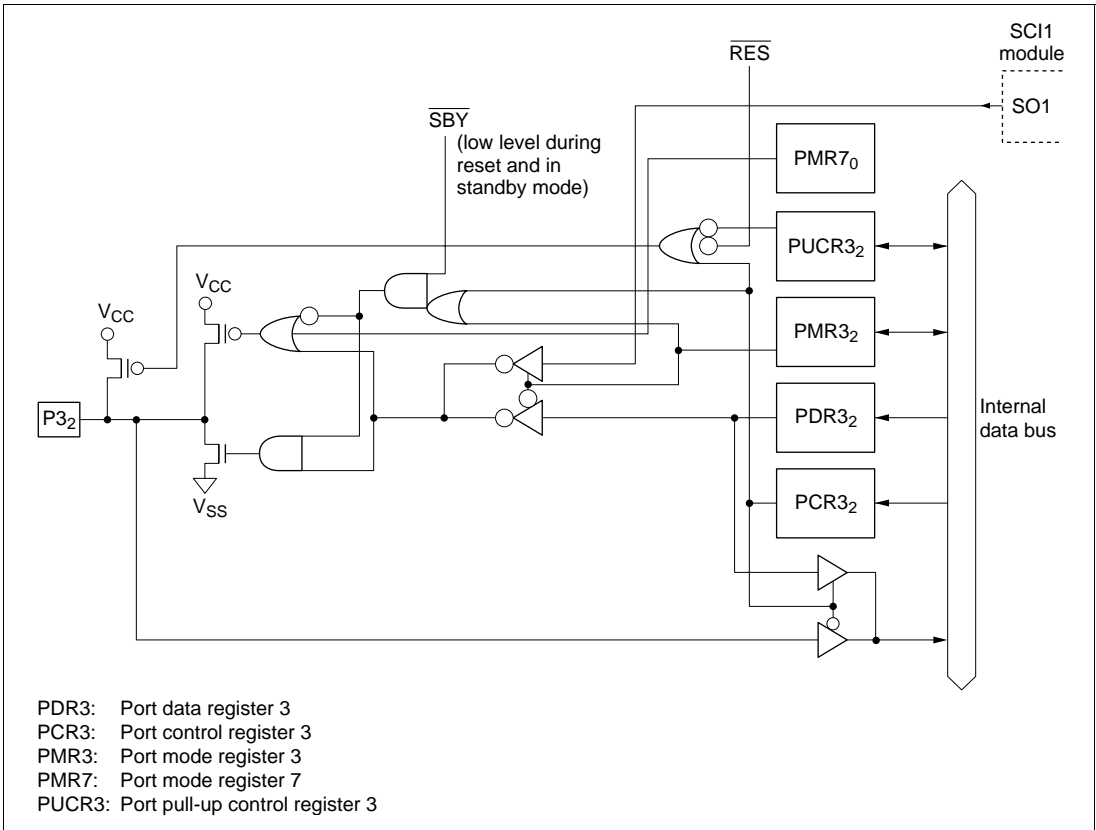 SCI1
module
RES
SO1
SBY
(low level during
reset and in
standby mode)
PMR7₀
PUCR3₂
VCC
VCC
PMR3₂
PDR3₂
Internal
data bus
P3₂
VSS
PCR3₂
PDR3: Port data register 3
PCR3: Port control register 3
PMR3: Port mode register 3
PMR7: Port mode register 7
PUCR3: Port pull-up control register 3